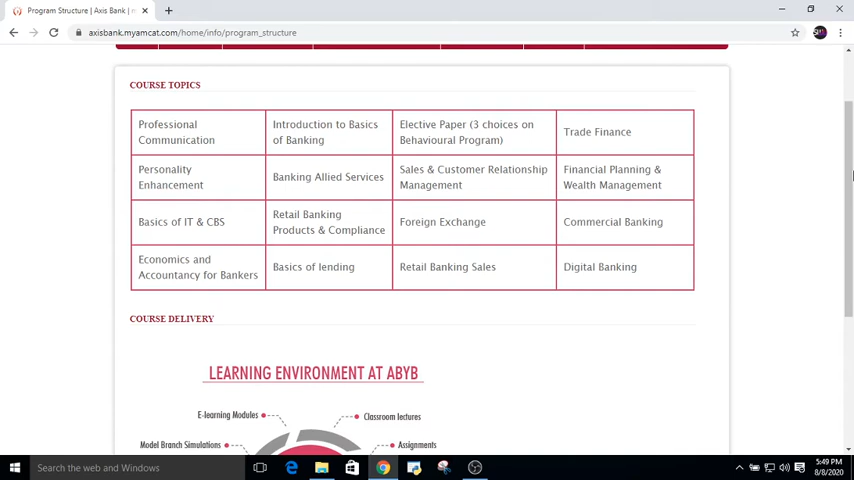 Program Structure | Axis Bank | m
axisbank.myamcat.com/home/info/program_structure
COURSE TOPICS
Professional
Communication
Introduction to Basics
of Banking
Elective Paper (3 choices on
Behavioural Program)
Trade Finance
Personality
Enhancement
Banking Allied Services
Sales & Customer Relationship
Management
Financial Planning &
Wealth Management
Basics of IT & CBS
Retail Banking
Products & Compliance
Foreign Exchange
Commercial Banking
Economics and
Accountancy for Bankers
Basics of lending
Retail Banking Sales
Digital Banking
COURSE DELIVERY
LEARNING ENVIRONMENT AT ABYB
E-learning Modules
Classroom lectures
Model Branch Simulations
Assignments
Search the web and Windows
5:49 PM
8/8/2020